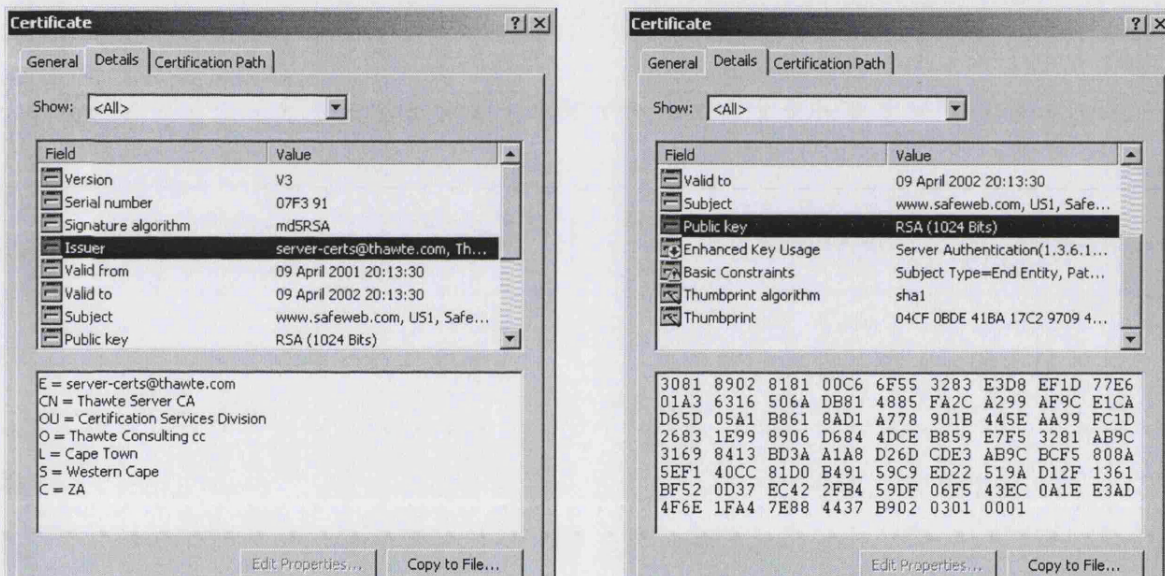 Certificate
General Details Certification Path
Show: <All>
Field Value
Version V3
Serial number 07F3 91
Signature algorithm md5RSA
Issuer server-certs@thawte.com, Th...
Valid from 09 April 2001 20:13:30
Valid to 09 April 2002 20:13:30
Subject www.safeweb.com, US1, Safe...
Public key RSA (1024 Bits)
E = server-certs@thawte.com
CN = Thawte Server CA
OU = Certification Services Division
O = Thawte Consulting cc
L = Cape Town
S = Western Cape
C = ZA
Edit Properties... Copy to File...
Certificate
General Details Certification Path
Show: <All>
Field Value
Valid to 09 April 2002 20:13:30
Subject www.safeweb.com, US1, Safe...
Public key RSA (1024 Bits)
Enhanced Key Usage Server Authentication(1.3.6.1...
Basic Constraints Subject Type=End Entity, Pat...
Thumbprint algorithm sha1
Thumbprint 04CF 0BDE 41BA 17C2 9709 4...
3081 8902 8181 00C6 6F55 3283 E3D8 EF1D 77E6
01A3 6316 506A DB81 4885 FA2C A299 AF9C E1CA
D65D 05A1 B861 8AD1 A778 901B 445E AA99 FC1D
2683 1E99 8906 D684 4DCE B859 E7F5 3281 AB9C
3169 8413 BD3A A1A8 D26D CDE3 AB9C BCF5 808A
5EF1 40CC 81D0 B491 59C9 ED22 519A D12F 1361
BF52 0D37 EC42 2FB4 59DF 06F5 43EC 0A1E E3AD
4F6E 1FA4 7E88 4437 B902 0301 0001
Edit Properties... Copy to File...